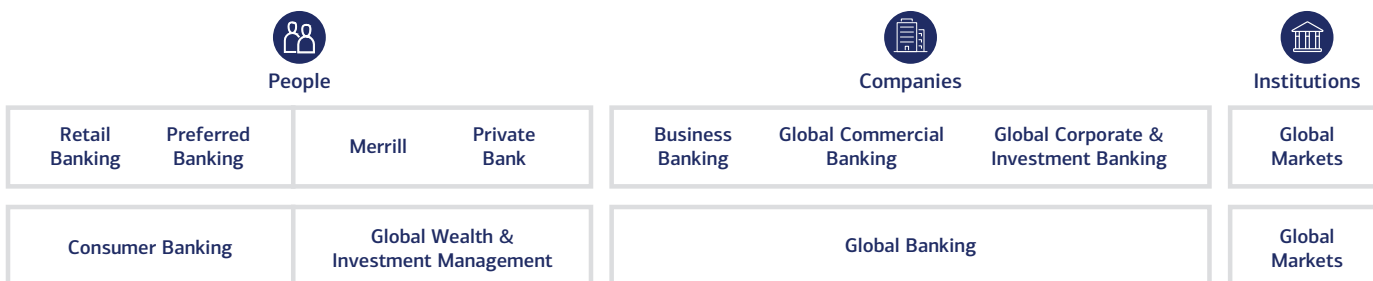 People
Companies
Institutions
Retail
Banking
Preferred
Banking
Merrill
Private
Bank
Business
Banking
Global Commercial
Banking
Global Corporate &
Investment Banking
Global
Markets
Consumer Banking
Global Wealth &
Investment Management
Global Banking
Global
Markets